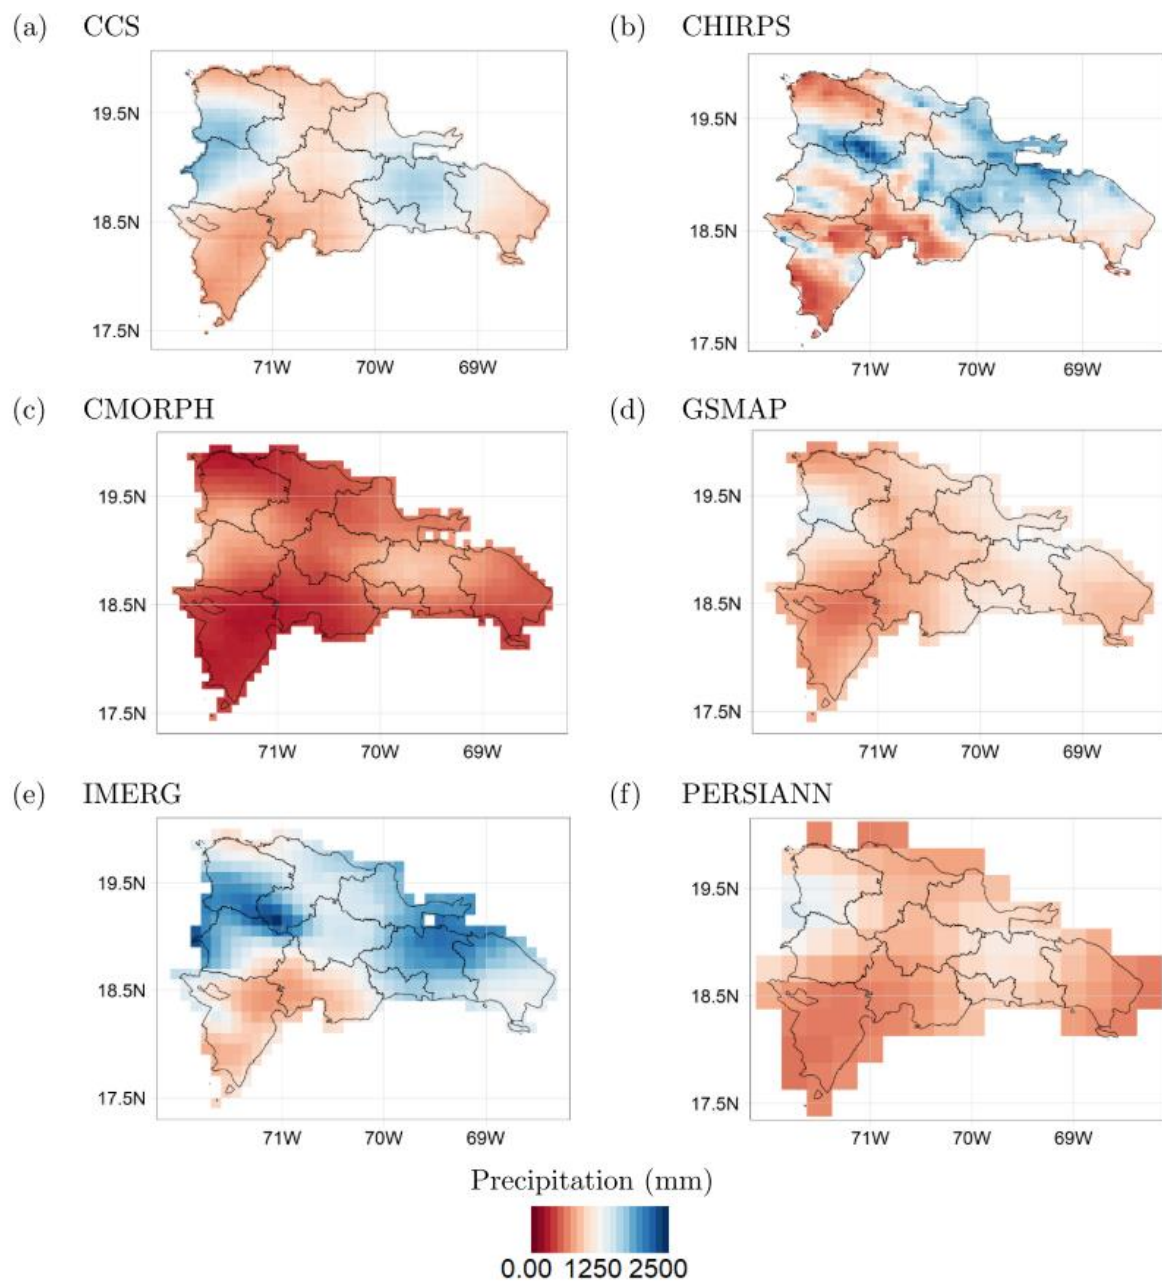 (a) CCS
(b) CHIRPS
19.5N
18.5N
17.5N
71W 70W 69W
19.5N
18.5N
17.5N
71W 70W 69W
(c) CMORPH
(d) GSMAP
19.5N
18.5N
17.5N
71W 70W 69W
19.5N
18.5N
17.5N
71W 70W 69W
(e) IMERG
(f) PERSIANN
19.5N
18.5N
17.5N
71W 70W 69W
19.5N
18.5N
17.5N
71W 70W 69W
Precipitation (mm)
0.00 1250 2500